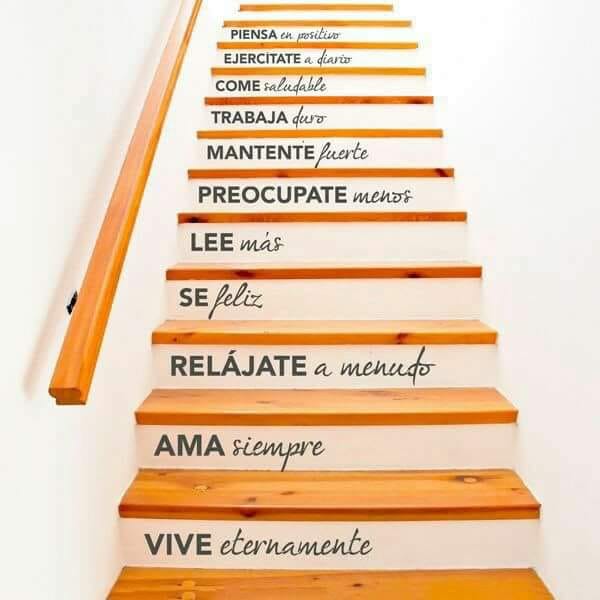 PIENSA en positivo
EJERCÍTATE a diario
COME saludable
TRABAJA duro
MANTENTE fuerte
PREOCUPATE menos
LEE más
SE feliz
RELÁJATE a menudo
AMA siempre
VIVE eternamente